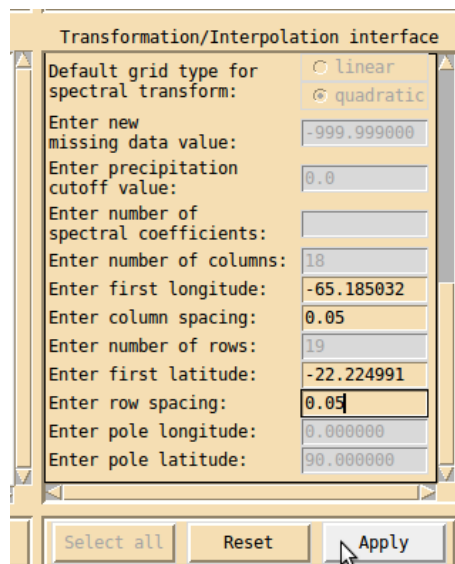 Transformation/Interpolation interface
Default grid type for
spectral transform:
linear
quadratic
Enter new
missing data value:
-999.999000
Enter precipitation
cutoff value:
0.0
Enter number of
spectral coefficients:
Enter number of columns: 18
Enter first longitude: -65.185032
Enter column spacing: 0.05
Enter number of rows: 19
Enter first latitude: -22.224991
Enter row spacing: 0.05
Enter pole longitude: 0.000000
Enter pole latitude: 90.000000
Select all Reset Apply